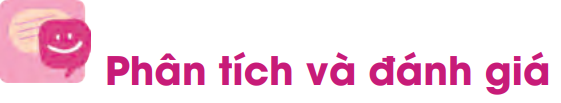 Phân tích và đánh giá